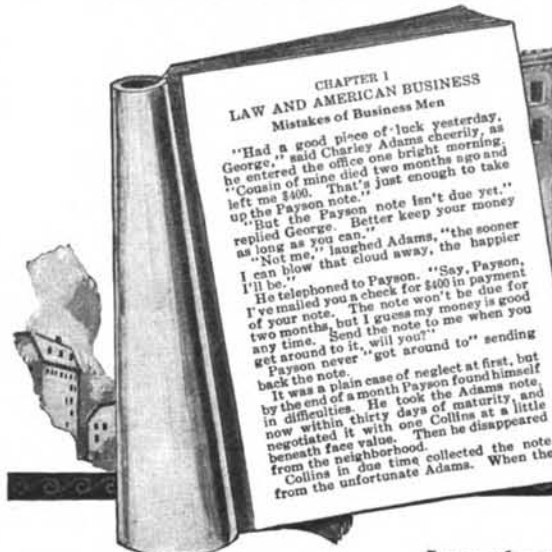 CHAPTER I
LAW AND AMERICAN BUSINESS
Mistakes of Business Men
"Had a good piece of luck yesterday,
George," said Charley Adams cheerily, as
he entered the office one bright morning.
"Cousin of mine died two months ago and
left me $400. That's just enough to take
up the Payson note."
"But the Payson note isn't due yet."
replied George. Better keep your money
as long as you can."
"Not me," laughed Adams, "the sooner
I can blow that cloud away, the happier
I'll be."
He telephoned to Payson. "Say, Payson,
I've mailed you a check for $400 in payment
of your note. The note won't be due for
two months, but I guess my money is good
any time. Send the note to me when you
get around to it, will you?"
Payson never "got around to" sending
back the note.
It was a plain case of neglect at first, but
by the end of a month Payson found himself
in difficulties. He took the Adams note,
now within thirty days of maturity, and
negotiated it with one Collins at a little
beneath face value. Then he disappeared
from the neighborhood.
Collins in due time collected the note
from the unfortunate Adams. When the